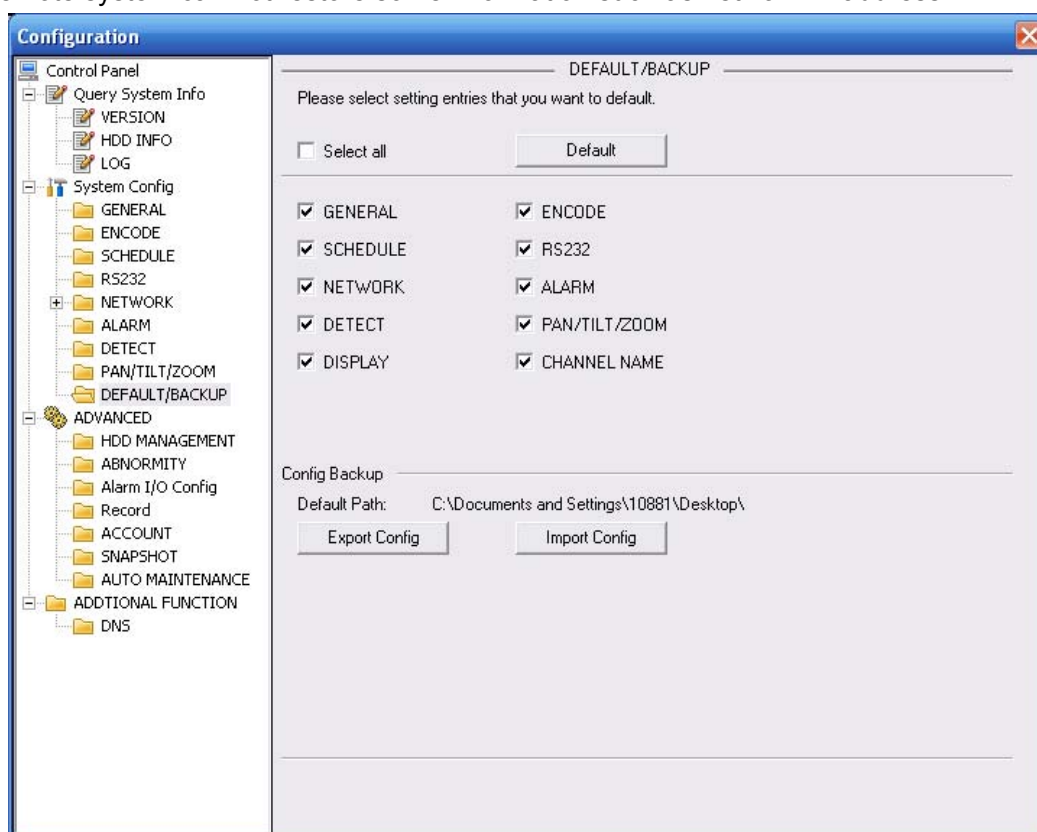 Configuration
Control Panel
Query System Info
VERSION
HDD INFO
LOG
System Config
GENERAL
ENCODE
SCHEDULE
RS232
NETWORK
ALARM
DETECT
PAN/TILT/ZOOM
DEFAULT/BACKUP
ADVANCED
HDD MANAGEMENT
ABNORMITY
Alarm I/O Config
Record
ACCOUNT
SNAPSHOT
AUTO MAINTENANCE
ADDTIONAL FUNCTION
DNS
DEFAULT/BACKUP
Please select setting entries that you want to default.
Select all
Default
GENERAL
ENCODE
SCHEDULE
RS232
NETWORK
ALARM
DETECT
PAN/TILT/ZOOM
DISPLAY
CHANNEL NAME
Config Backup
Default Path: C:\Documents and Settings\10881\Desktop\
Export Config
Import Config